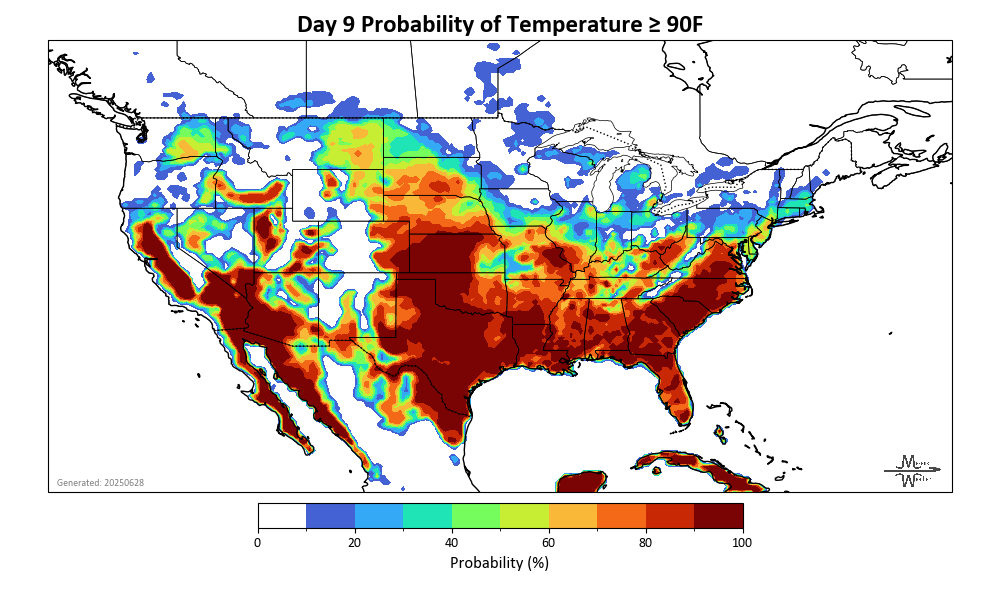 Day 9 Probability of Temperature ≥ 90F
Generated: 20250628
0 20 40 60 80 100
Probability (%)